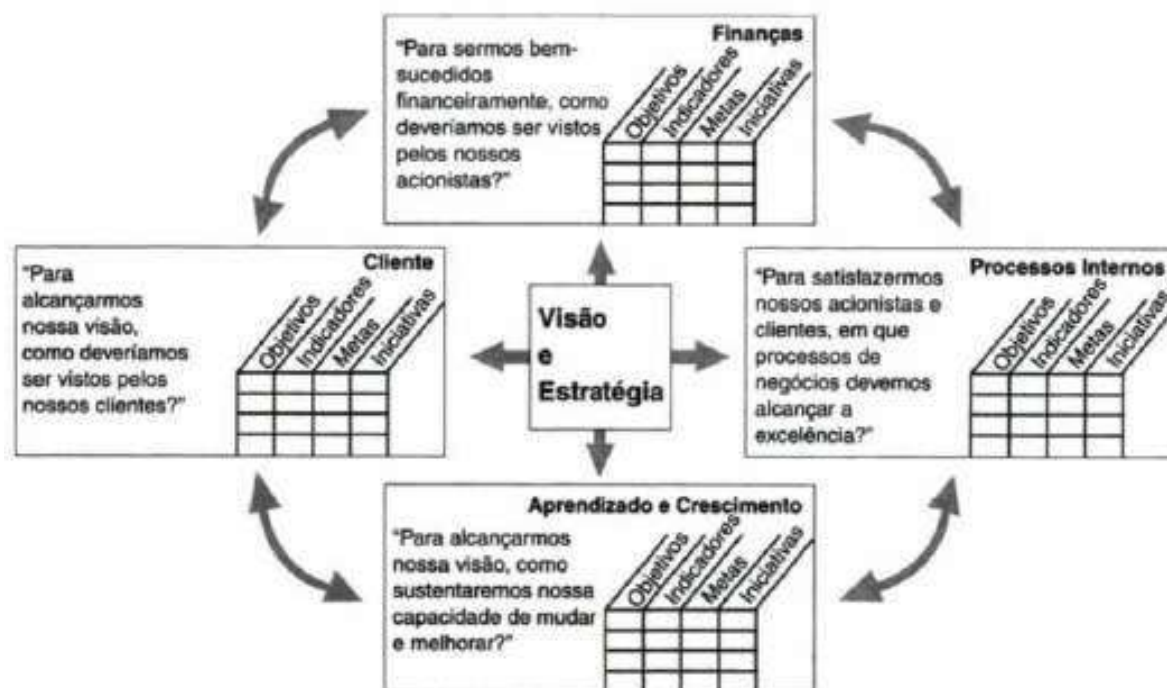 Finanças
"Para sermos bem-
sucedidos
financeiramente, como
deveríamos ser vistos
pelos nossos
acionistas?"
Objetivos
Indicadores
Metas
Iniciativas
Cliente
"Para
alcançarmos
nossa visão,
como deveríamos
ser vistos pelos
nossos clientes?"
Objetivos
Indicadores
Metas
Iniciativas
Visão
e
Estratégia
Processos Internos
"Para satisfazermos
nossos acionistas e
clientes, em que
processos de
negócios devemos
alcançar a
excelência?"
Objetivos
Indicadores
Metas
Iniciativas
Aprendizado e Crescimento
"Para alcançarmos
nossa visão, como
sustentaremos nossa
capacidade de mudar
e melhorar?"
Objetivos
Indicadores
Metas
Iniciativas